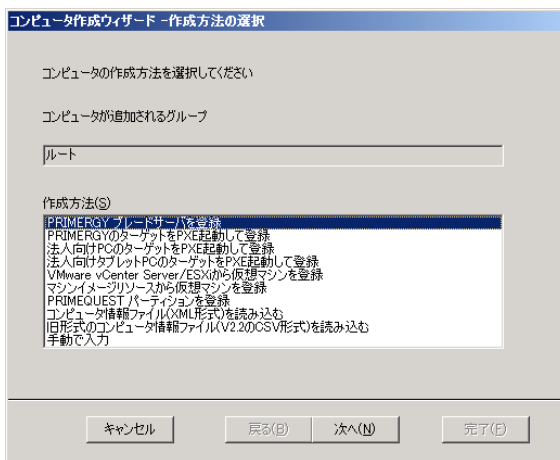 コンピュータ作成ウィザード -作成方法の選択
コンピュータの作成方法を選択してください
コンピュータが追加されるグループ
ルート
作成方法(S)
PRIMERGY ブレードサーバを登録
PRIMERGYのターゲットをPXE起動して登録
法人向けPCのターゲットをPXE起動して登録
法人向けタブレットPCのターゲットをPXE起動して登録
VMware vCenter Server/ESXiから仮想マシンを登録
マシンイメージリソースから仮想マシンを登録
PRIMEQUEST パーティションを登録
コンピュータ情報ファイル(XML形式)を読み込む
旧形式のコンピュータ情報ファイル(V2.2のCSV形式)を読み込む
手動で入力
キャンセル 戻る(B) 次へ(N) 完了(F)